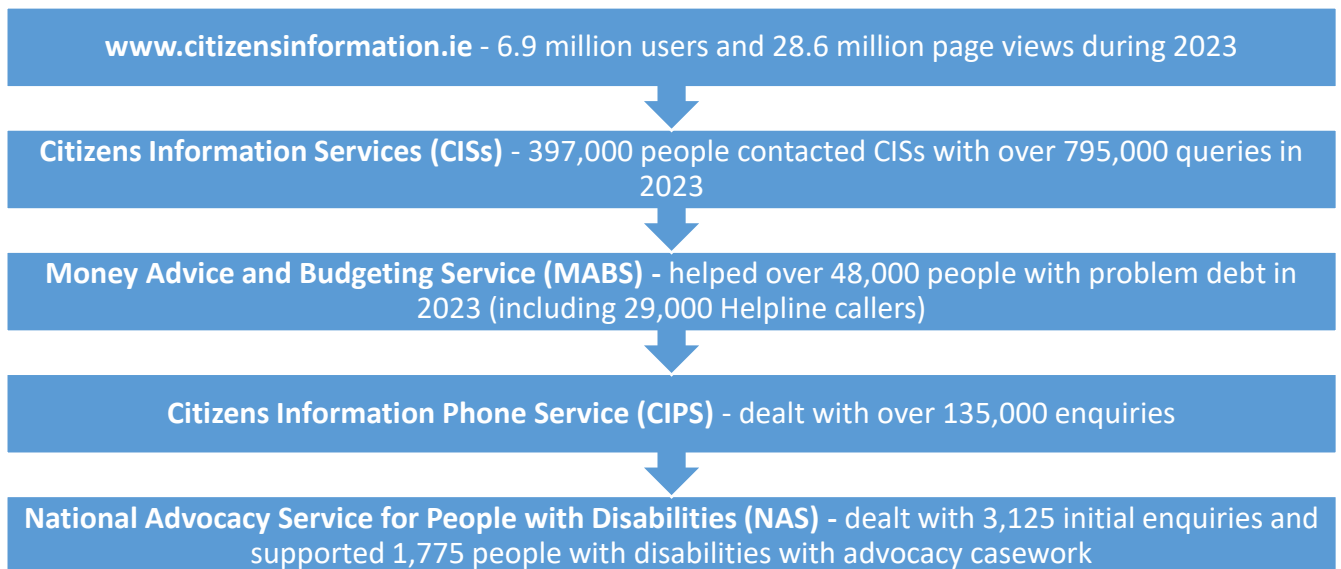 www.citizensinformation.ie - 6.9 million users and 28.6 million page views during 2023
Citizens Information Services (CISs) - 397,000 people contacted CISs with over 795,000 queries in
2023
Money Advice and Budgeting Service (MABS) - helped over 48,000 people with problem debt in
2023 (including 29,000 Helpline callers)
Citizens Information Phone Service (CIPS) - dealt with over 135,000 enquiries
National Advocacy Service for People with Disabilities (NAS) - dealt with 3,125 initial enquiries and
supported 1,775 people with disabilities with advocacy casework